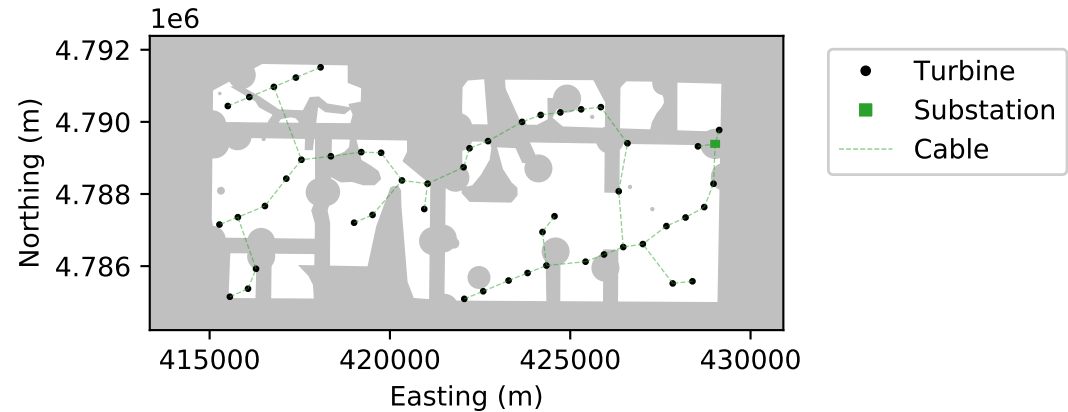 1e6
4.792
4.790
4.788
4.786
Northing (m)
415000 420000 425000 430000
Easting (m)
Turbine
Substation
Cable